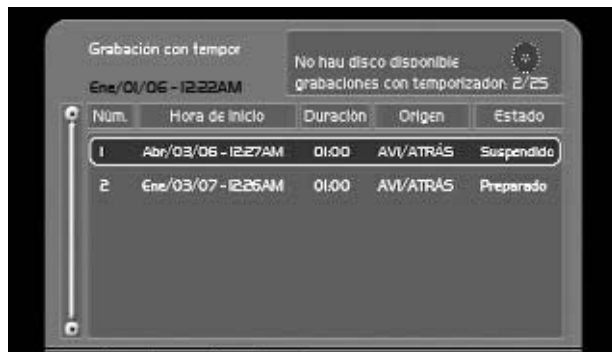 Grabación con tempor
No hau disco disponible
Ene/01/06 - 12:22AM
grabaciones con temporizador: 2/25
Núm. Hora de inicio Duración Origen Estado
1 Abr/03/06 - 12:27AM 01:00 AV1/ATRÁS Suspendido
2 Ene/03/07 - 12:26AM 01:00 AV1/ATRÁS Preparado